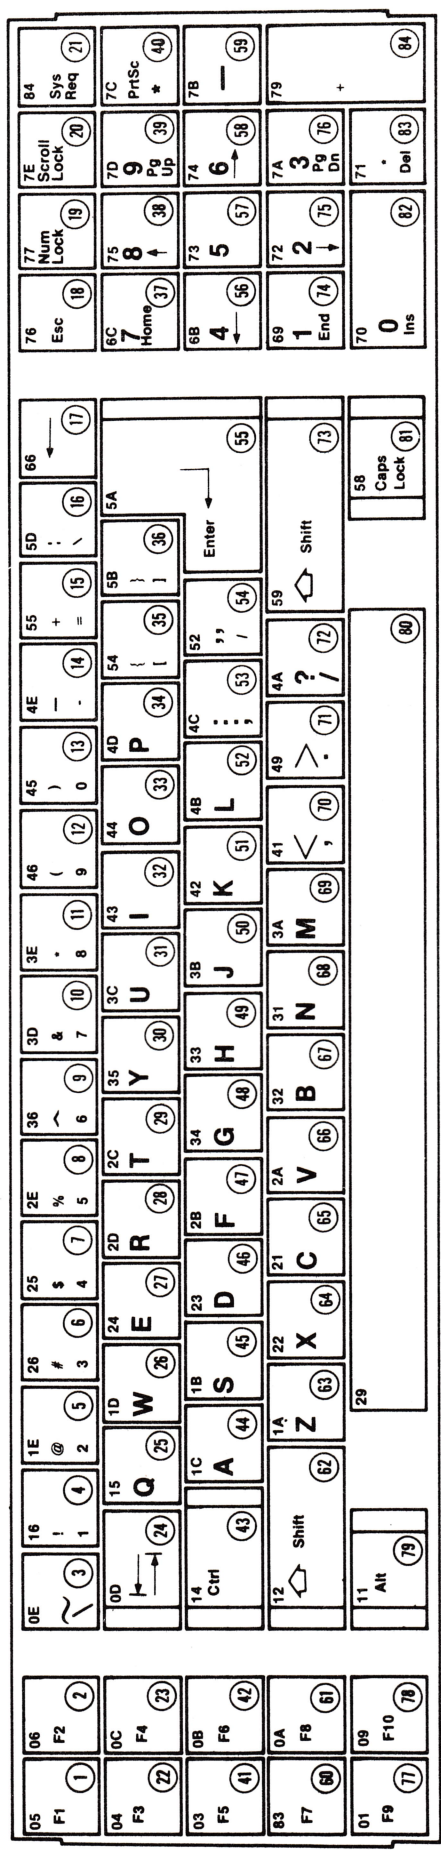 05 F1 1
06 F2 2
0E ~ \ 3
16 ! 1 4
1E @ 2 5
26 # 3 6
25 $ 4 7
2E % 5 8
36 ^ 6 9
3D & 7 10
3E * 8 11
46 ( 9 12
45 ) 0 13
4E — - 14
55 + = 15
5D : \ 16
66 ← 17
76 Esc 18
77 Num Lock 19
7E Scroll Lock 20
84 Sys Req 21
04 F3 22
0C F4 23
0D 24
15 Q 25
1D W 26
24 E 27
2D R 28
2C T 29
35 Y 30
3C U 31
43 I 32
44 O 33
4D P 34
54 { [ 35
5B } ] 36
6C 7 Home 37
75 8 ↑ 38
7D 9 Pg Up 39
7C PrtSc * 40
03 F5 41
0B F6 42
14 Ctrl 43
1C A 44
1B S 45
23 D 46
2B F 47
34 G 48
33 H 49
3B J 50
42 K 51
4B L 52
4C : ; 53
52 ,, / 54
5A Enter 55
6B 4 ← 56
73 5 57
74 6 → 58
7B — 59
83 F7 60
0A F8 61
12 Shift 62
1A Z 63
22 X 64
21 C 65
2A V 66
32 B 67
31 N 68
3A M 69
41 < , 70
49 > . 71
4A ? / 72
59 Shift 73
69 1 End 74
72 2 ↓ 75
7A 3 Pg Dn 76
79 + 84
01 F9 77
09 F10 78
11 Alt 79
29 80
58 Caps Lock 81
70 0 Ins 82
71 . Del 83